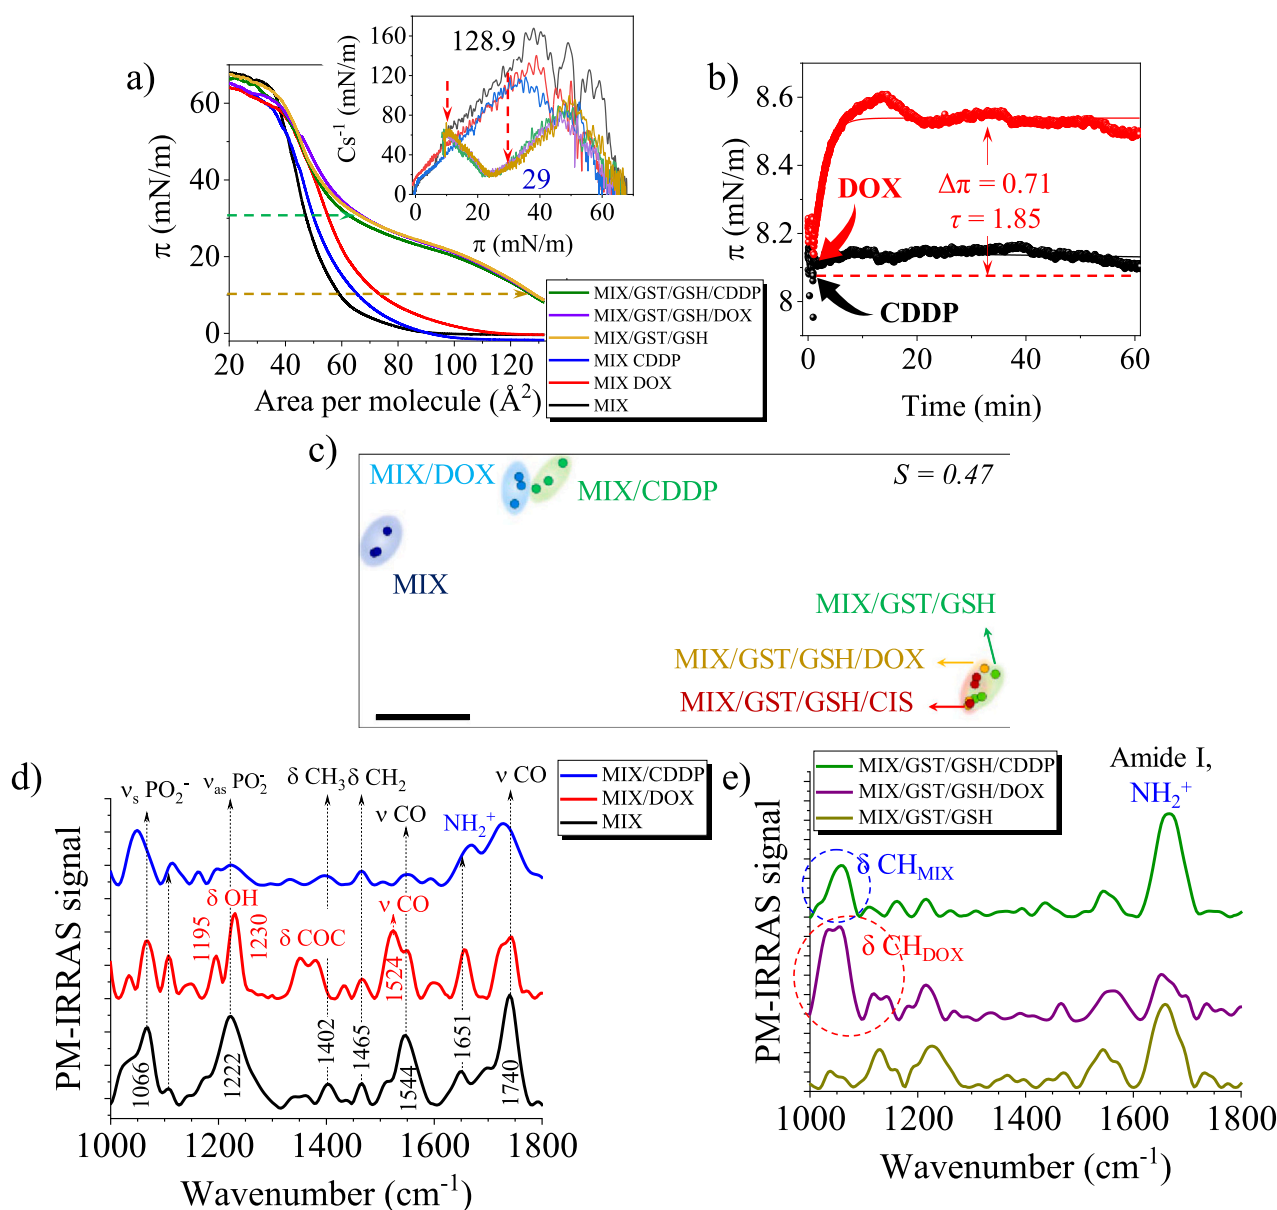 a)
60
40
20
0
π (mN/m)
20 40 60 80 100 120
Area per molecule (Å²)
160
120
80
40
0
Cs⁻¹ (mN/m)
128.9
29
0 20 40 60
π (mN/m)
MIX/GST/GSH/CDDP
MIX/GST/GSH/DOX
MIX/GST/GSH
MIX CDDP
MIX DOX
MIX
b)
8.6
8.4
8.2
8
π (mN/m)
DOX
Δπ = 0.71
τ = 1.85
CDDP
0 20 40 60
Time (min)
c)
MIX/DOX
MIX/CDDP
S = 0.47
MIX
MIX/GST/GSH
MIX/GST/GSH/DOX
MIX/GST/GSH/CIS
d)
νs PO₂⁻
νas PO₂⁻
δ CH₃
δ CH₂
ν CO
ν CO
NH₂⁺
MIX/CDDP
MIX/DOX
MIX
1195
δ OH
1230
δ COC
ν CO
1524
1066
1222
1402
1465
1544
1651
1740
PM-IRRAS signal
1000 1200 1400 1600 1800
Wavenumber (cm⁻¹)
e)
MIX/GST/GSH/CDDP
MIX/GST/GSH/DOX
MIX/GST/GSH
Amide I,
NH₂⁺
δ CH_MIX
δ CH_DOX
PM-IRRAS signal
1000 1200 1400 1600 1800
Wavenumber (cm⁻¹)